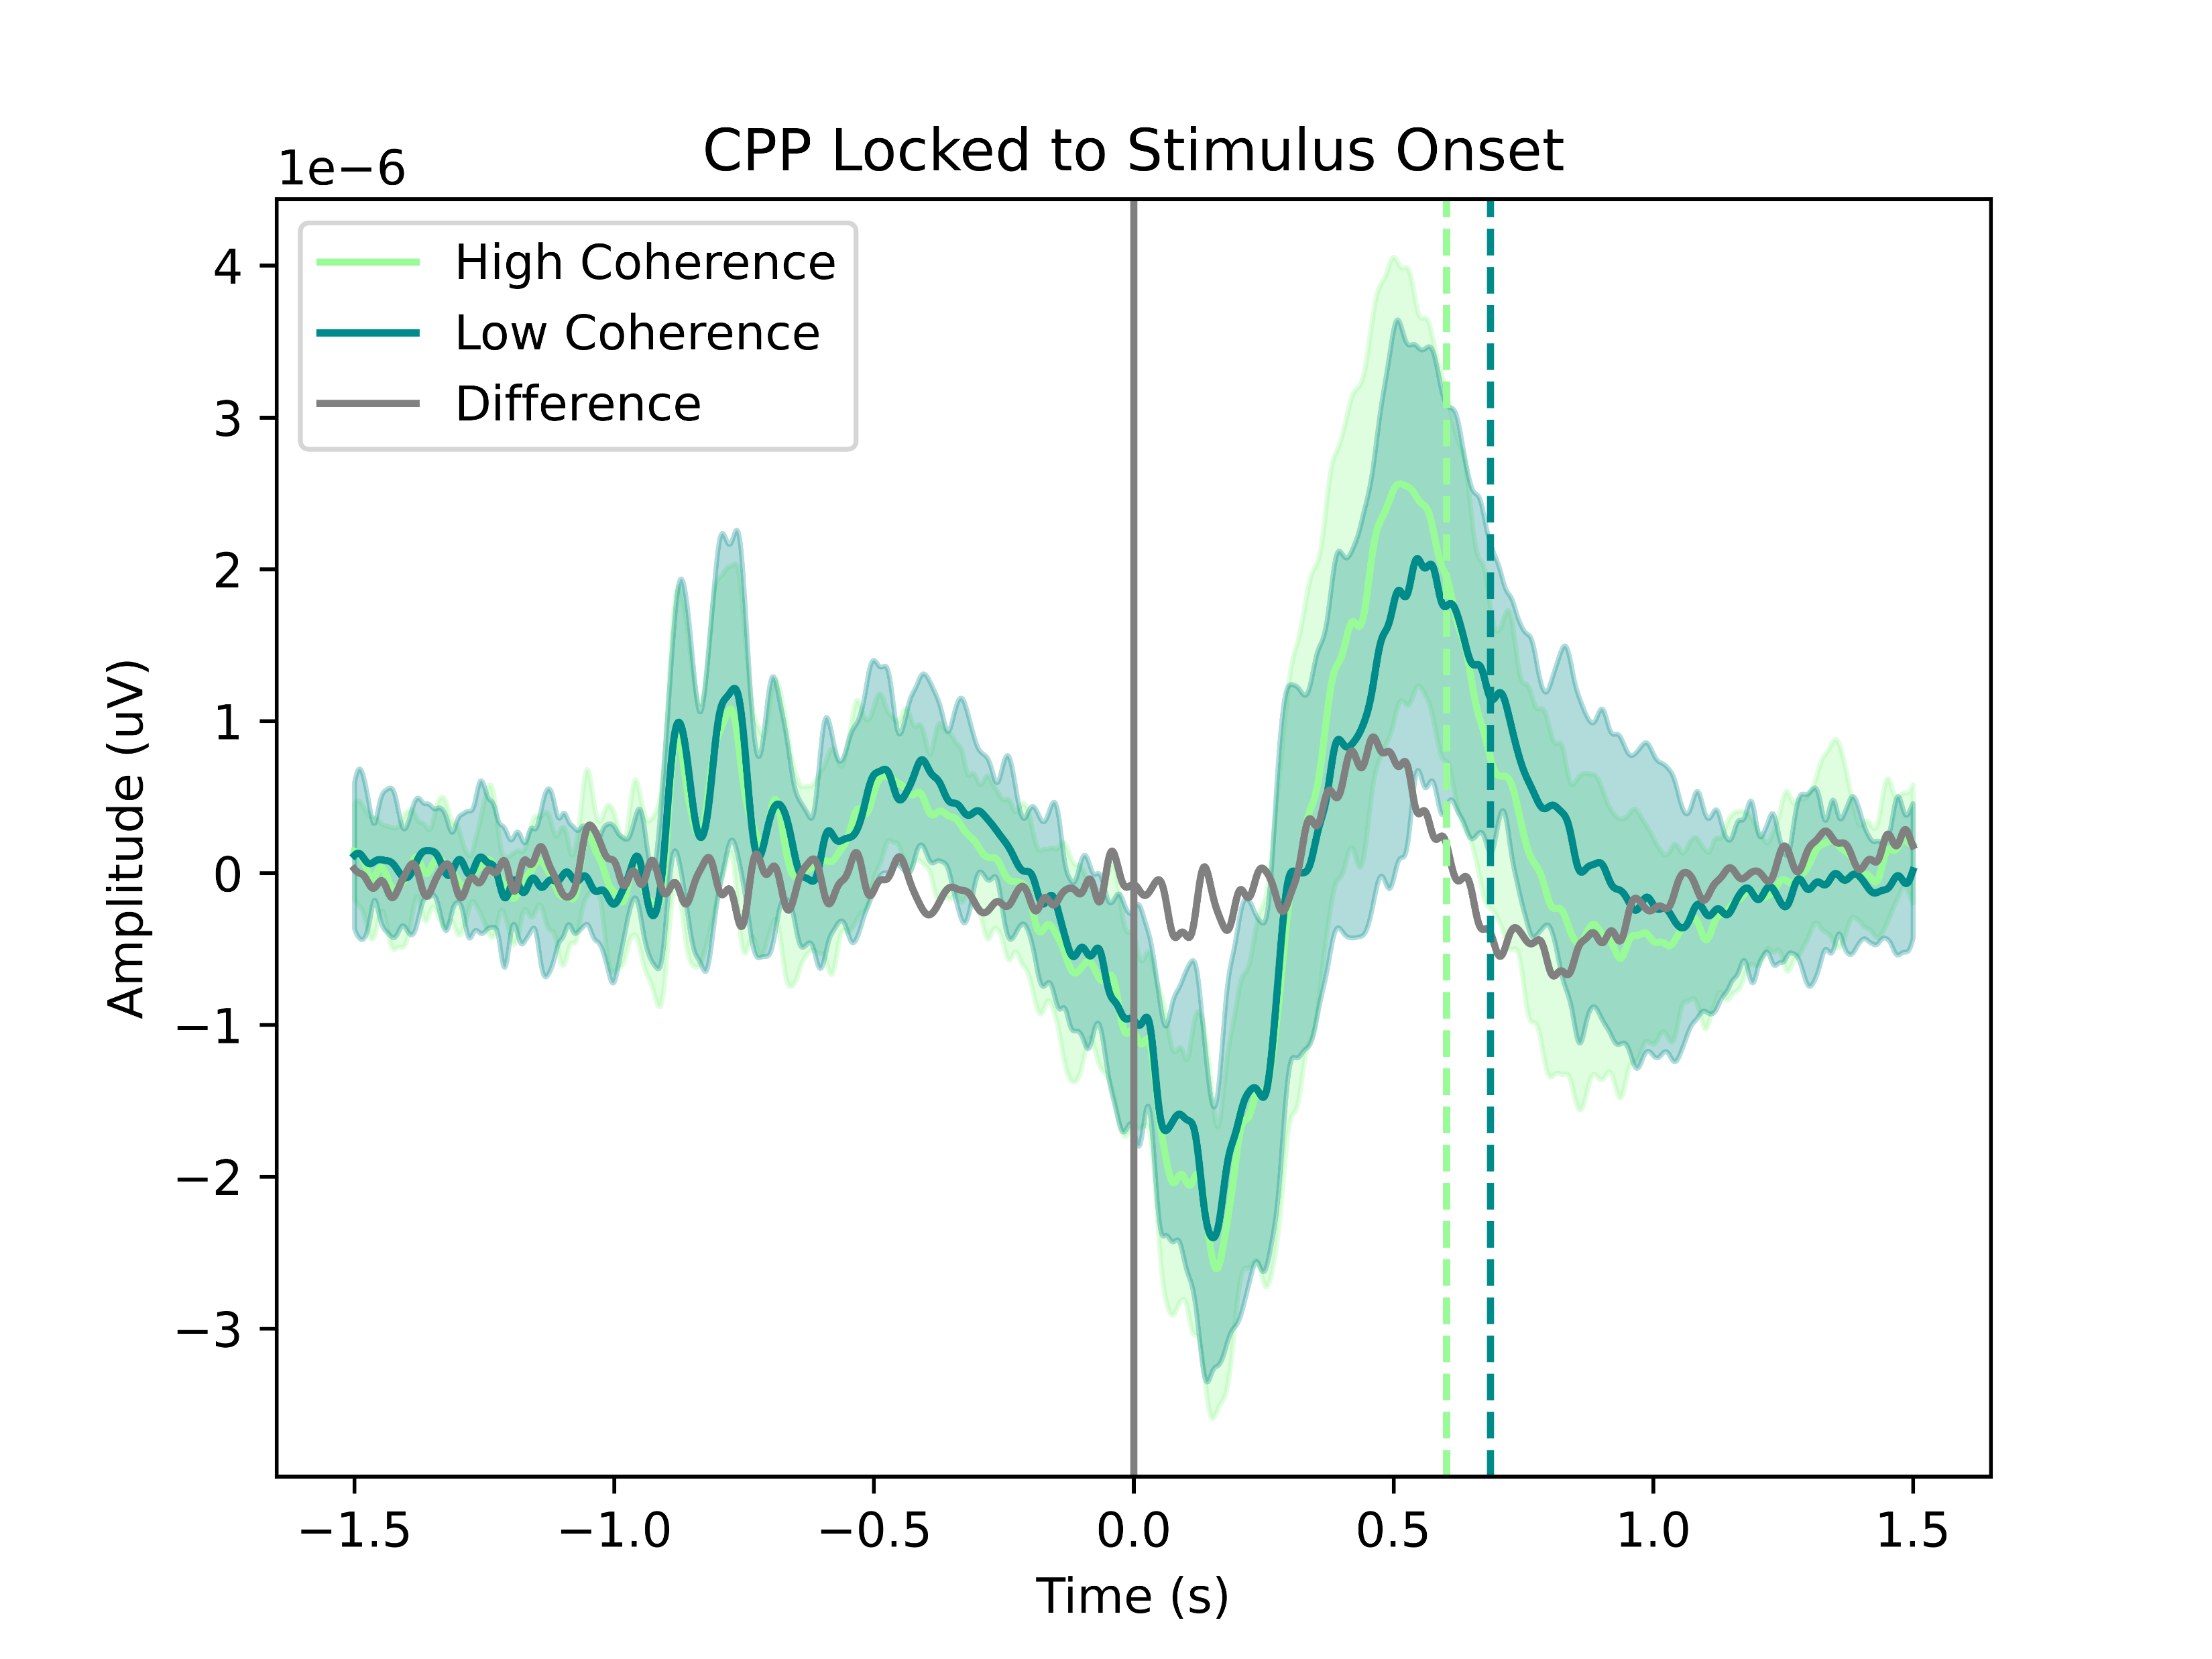 CPP Locked to Stimulus Onset
1e−6
High Coherence
Low Coherence
Difference
4
3
2
1
0
−1
−2
−3
Amplitude (uV)
−1.5 −1.0 −0.5 0.0 0.5 1.0 1.5
Time (s)